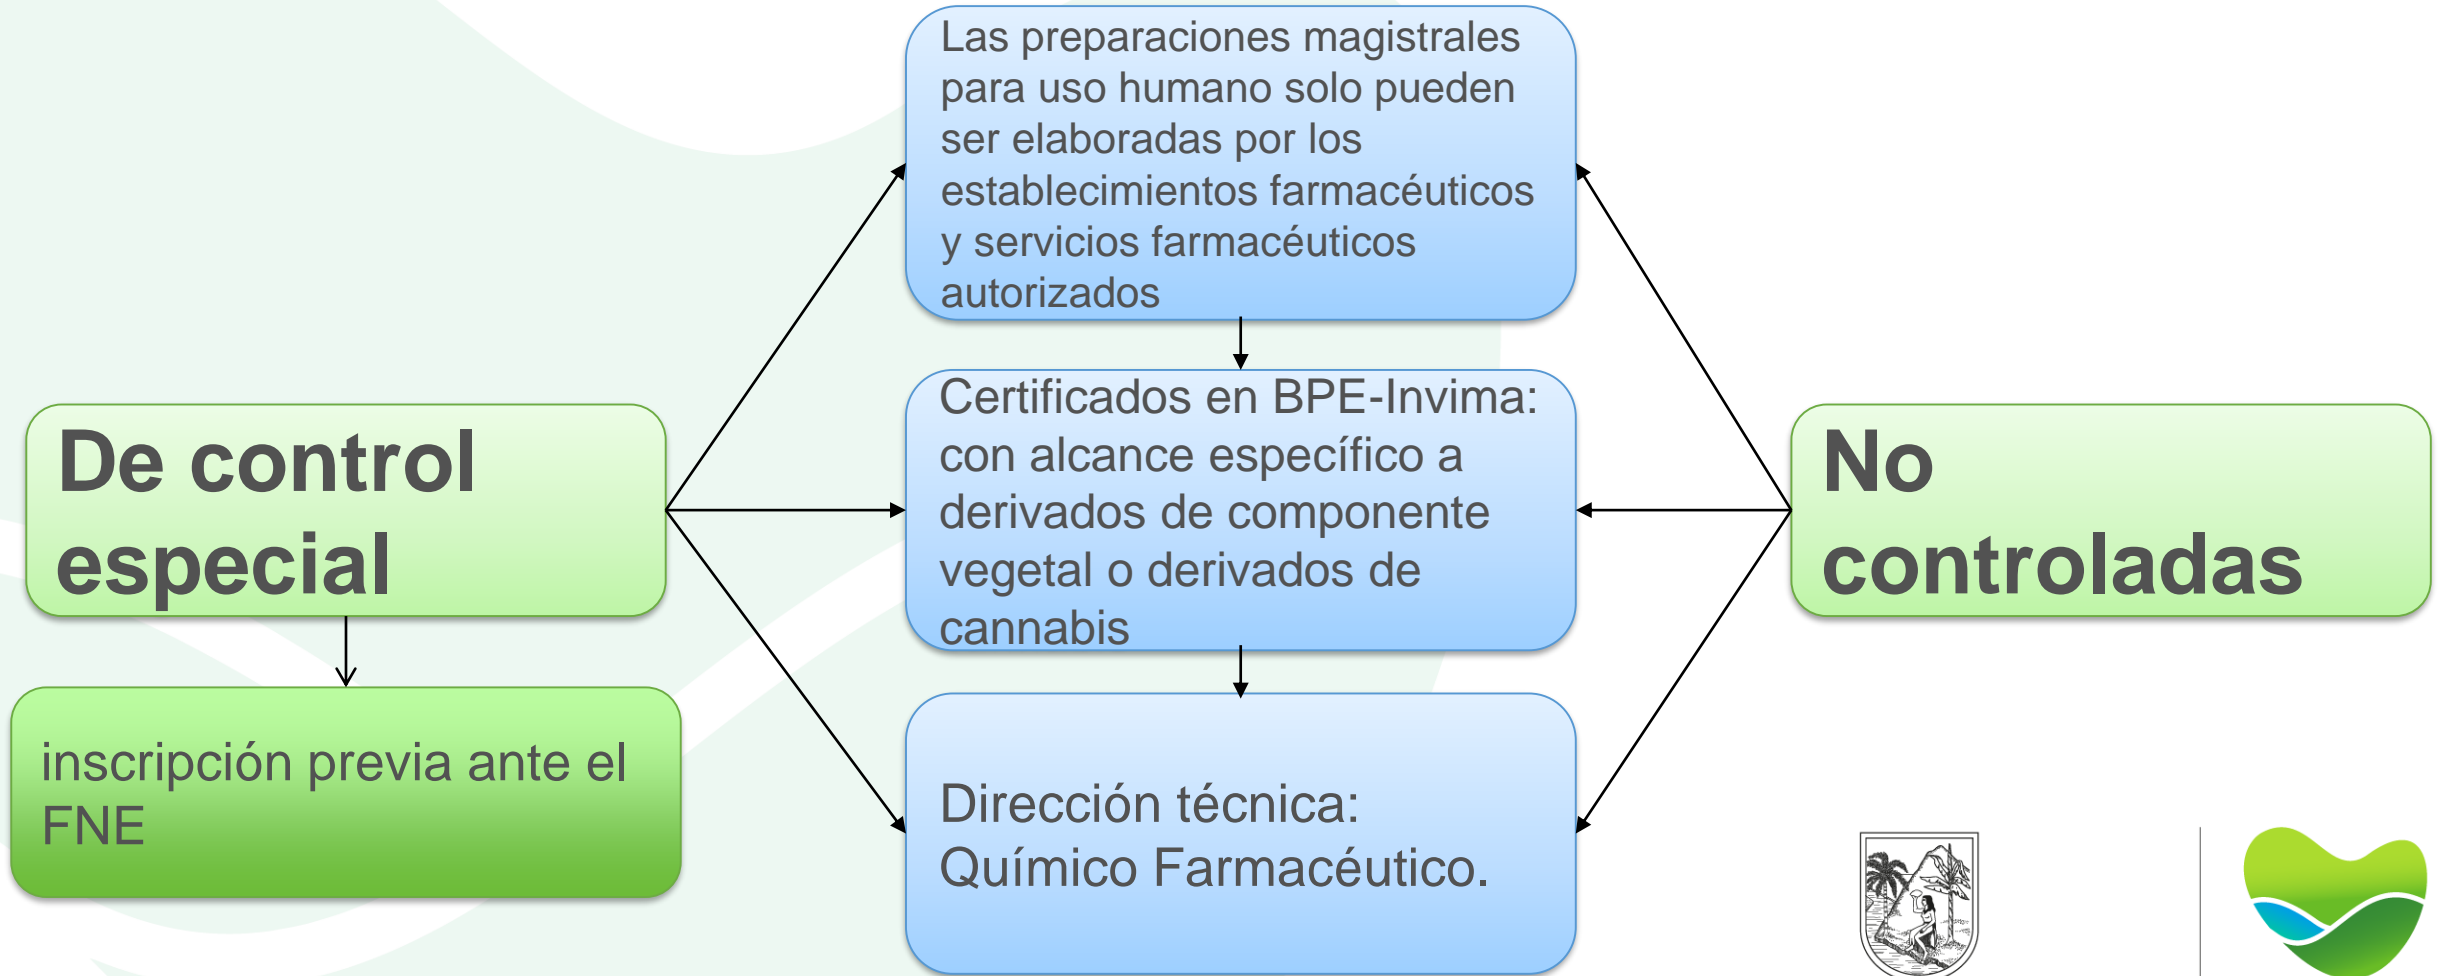 Las preparaciones magistrales
para uso humano solo pueden
ser elaboradas por los
establecimientos farmacéuticos
y servicios farmacéuticos
autorizados
De control
especial
Certificados en BPE-Invima:
con alcance específico a
derivados de componente
vegetal o derivados de
cannabis
No
controladas
inscripción previa ante el
FNE
Dirección técnica:
Químico Farmacéutico.